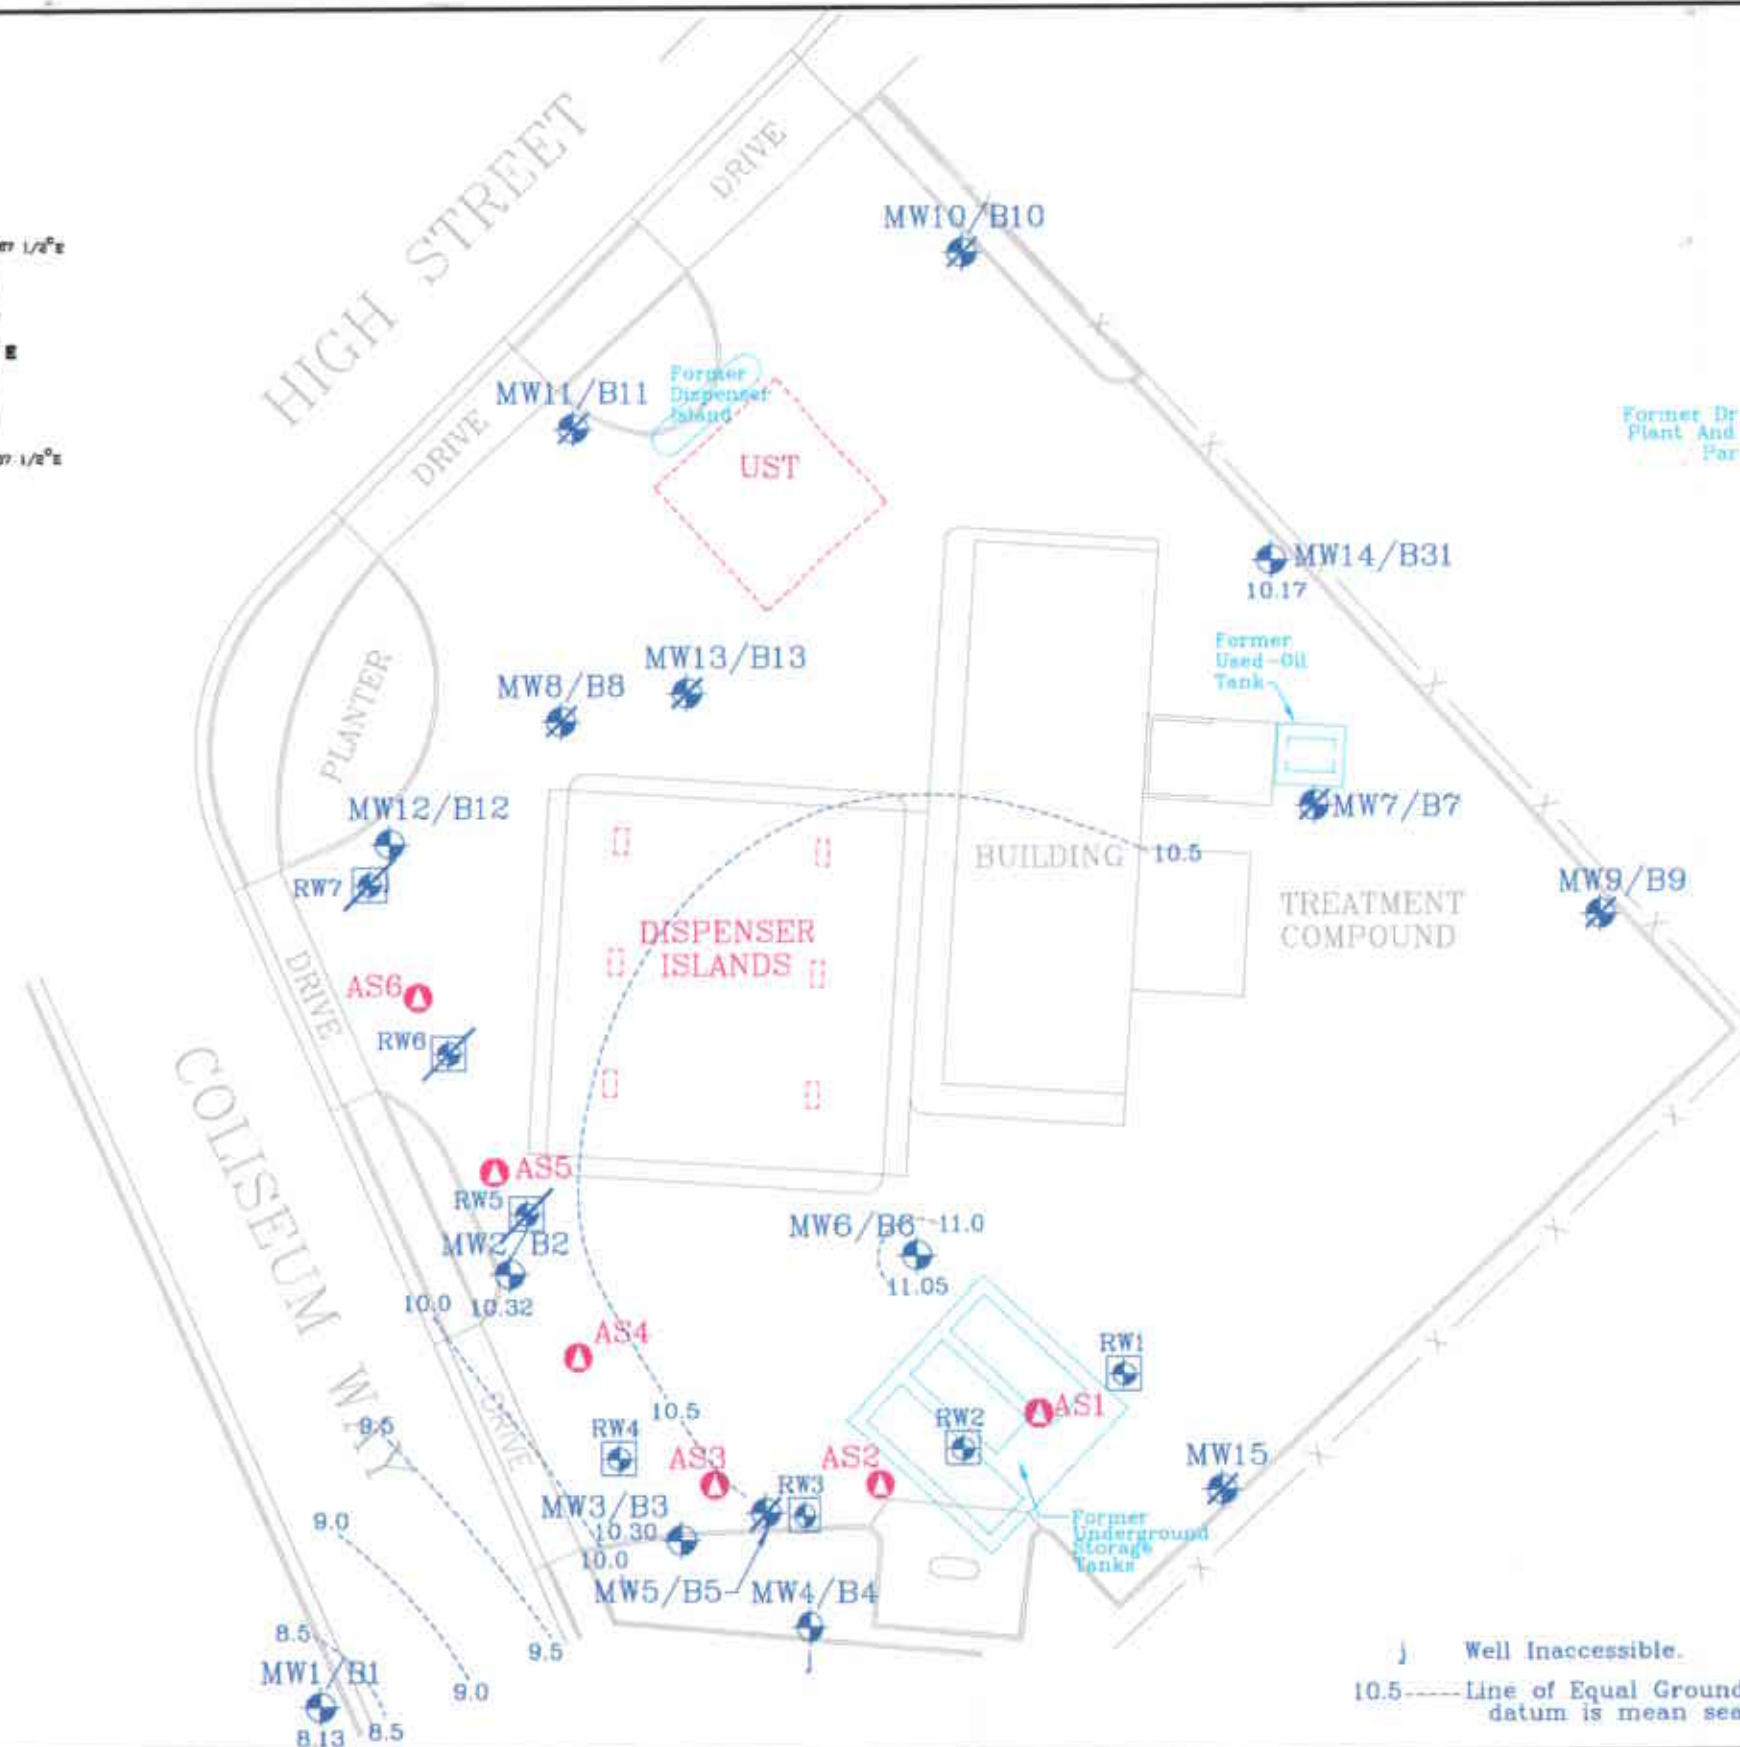 HIGH STREET
DRIVE
MW10/B10
MW11/B11
Former
Dispenser
Island
DRIVE
UST
Former Dr
Plant And
Par
MW14/B31
10.17
Former
Used-Oil
Tank
MW13/B13
MW8/B8
PLANTER
MW12/B12
MW7/B7
BUILDING
10.5
RW7
MW9/B9
TREATMENT
COMPOUND
DISPENSER
ISLANDS
DRIVE
AS6
RW6
COLISEUM WAY
AS5
RW5
MW2/B2
10.0
10.32
MW6/B6
11.0
11.05
AS4
RW1
DRIVE
9.5
10.5
RW4
AS3
AS2
RW2
AS1
RW3
MW15
MW3/B3
10.30
10.0
9.0
Former
Underground
Storage
Tanks
MW5/B5
MW4/B4
j
8.5
9.5
MW1/B1
9.0
8.13
8.5
j Well Inaccessible.
10.5 Line of Equal Ground
datum is mean sea
1/2°E
E
1/2°E